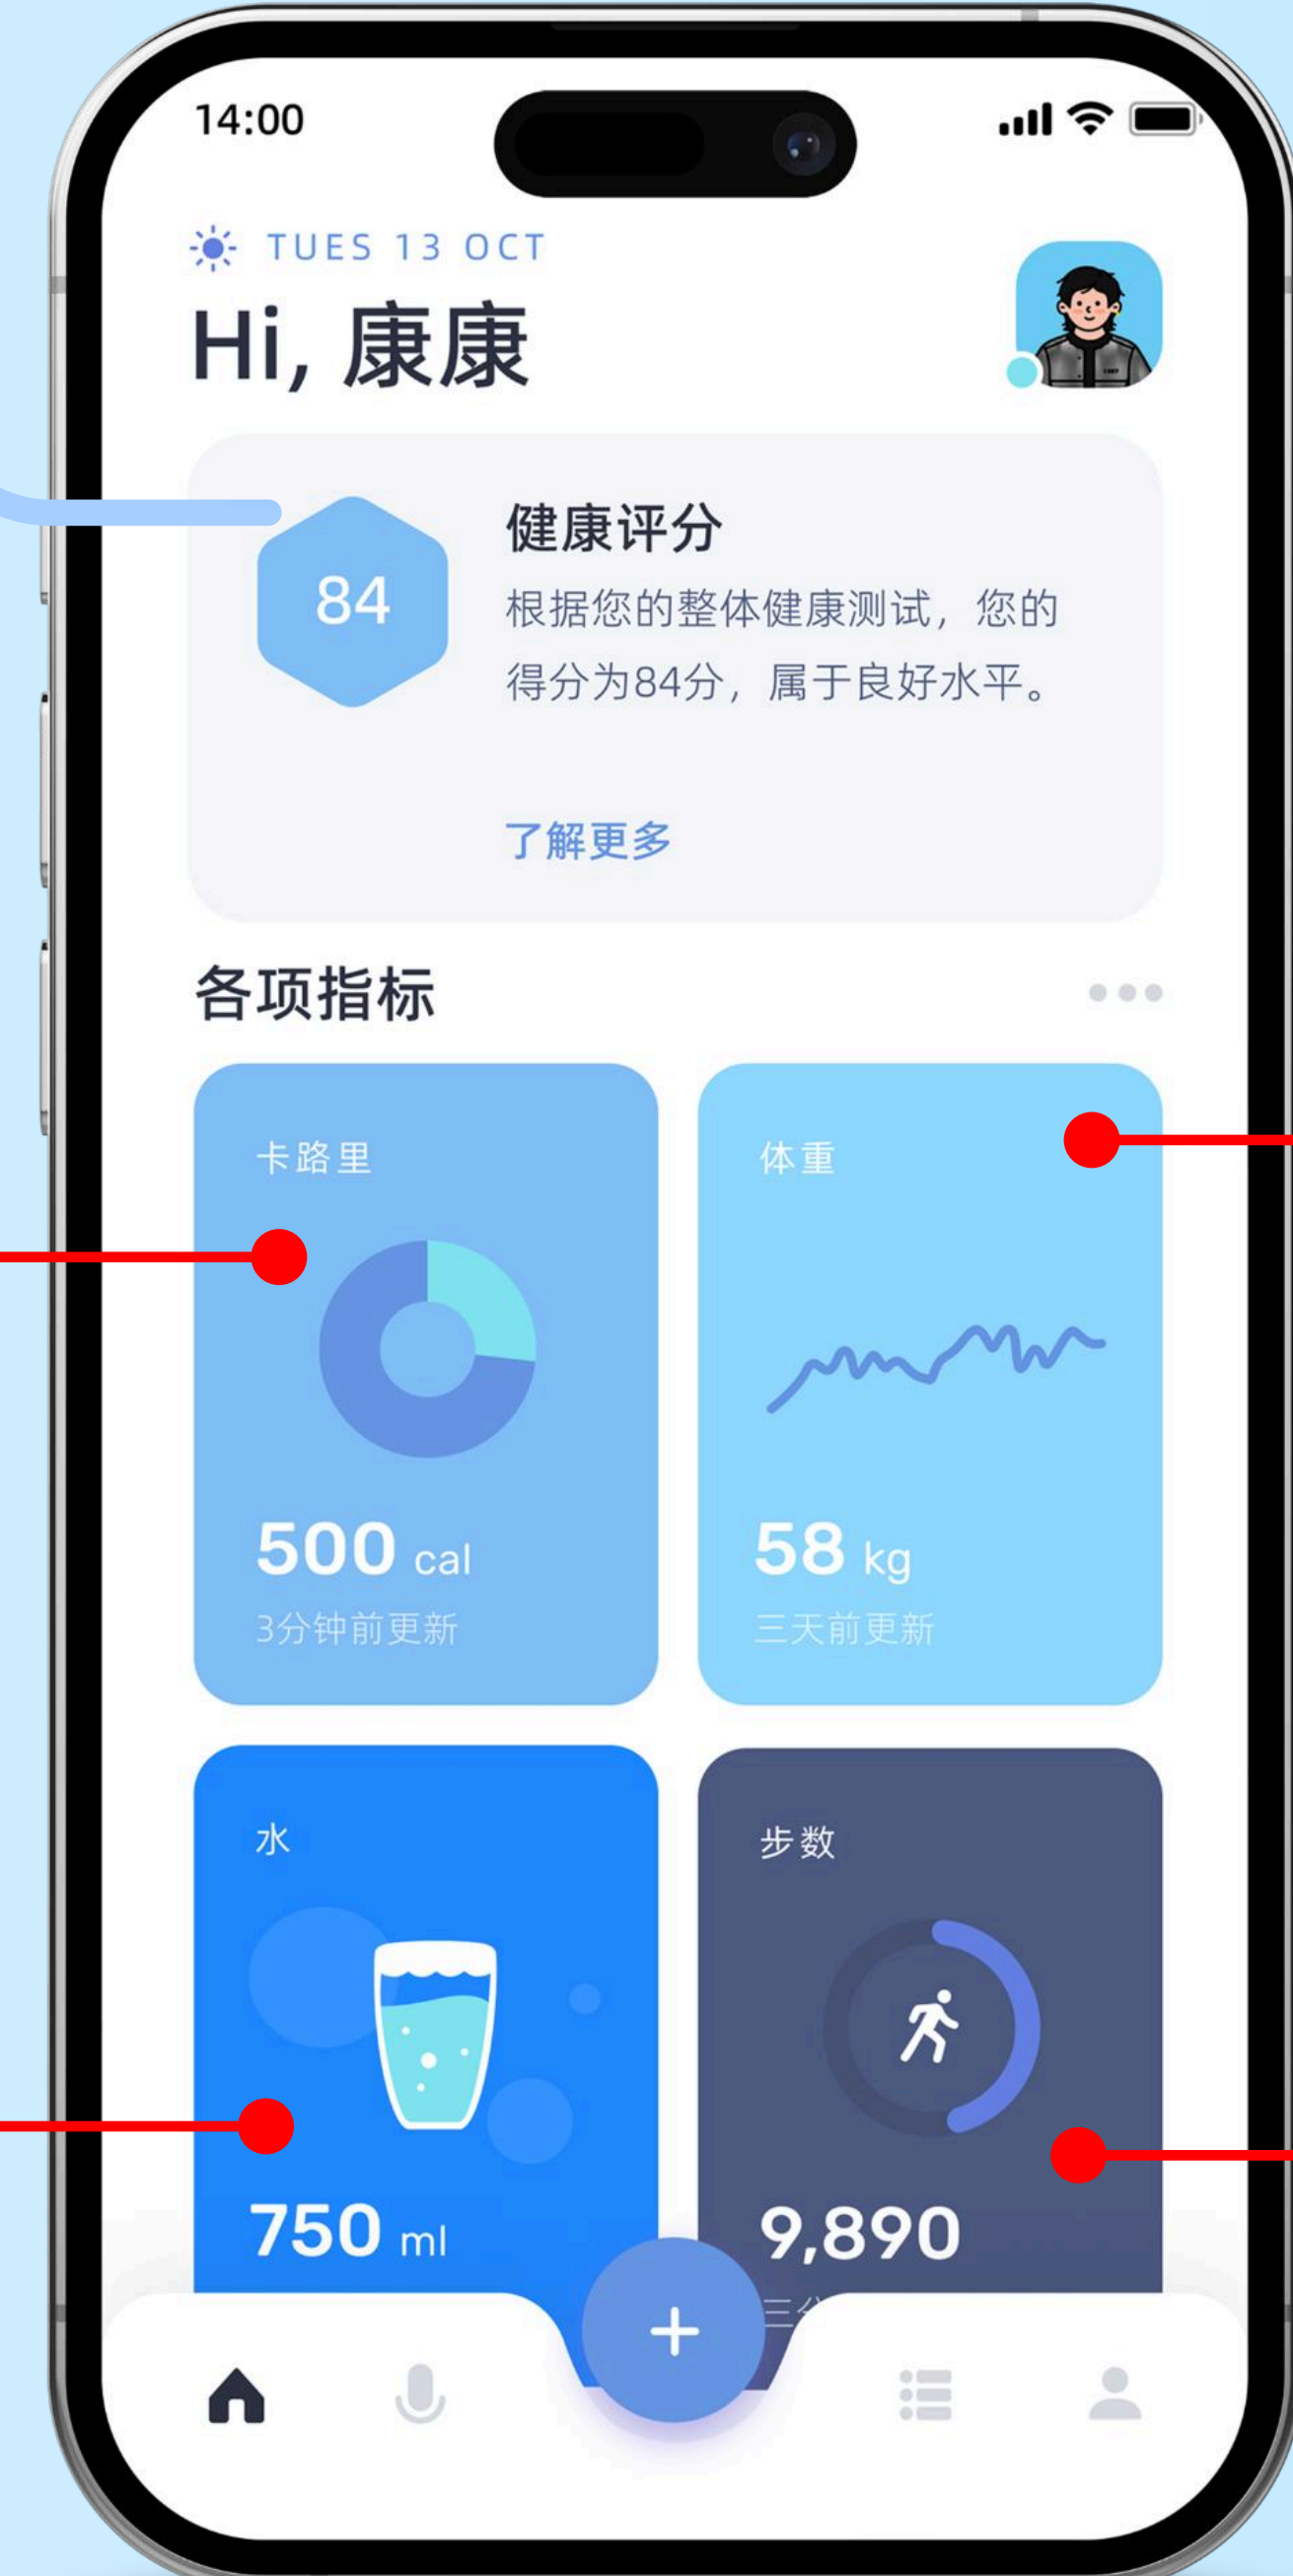 14:00
TUES 13 OCT
Hi, 康康
84
健康评分
根据您的整体健康测试，您的
得分为84分，属于良好水平。
了解更多
各项指标
卡路里
500 cal
3分钟前更新
体重
58 kg
三天前更新
水
750 ml
步数
9,890
三分